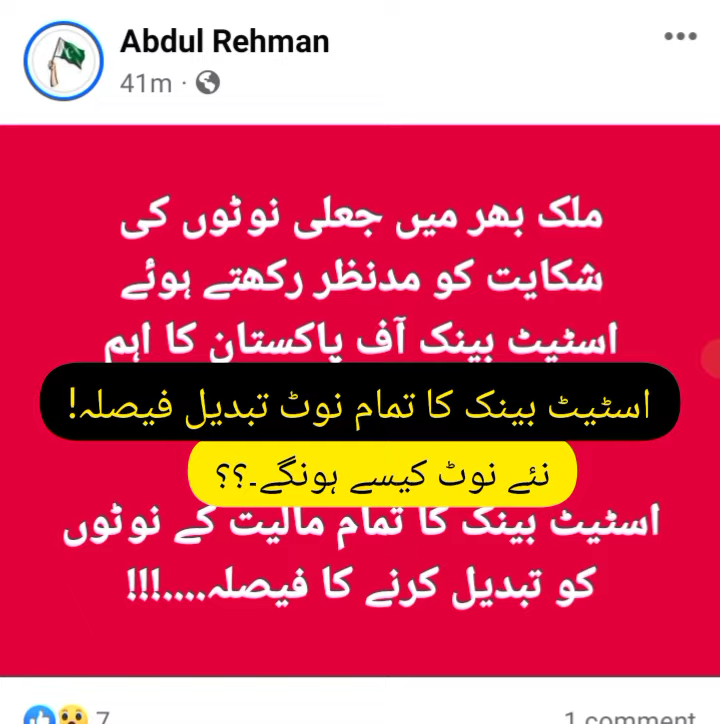 Abdul Rehman
41m ·
ملک بھر میں جعلی نوٹوں کی
شکایت کو مدنظر رکھتے ہوئے
اسٹیٹ بینک آف پاکستان کا اہم
اسٹیٹ بینک کا تمام نوٹ تبدیل فیصلہ!
نئے نوٹ کیسے ہونگے۔؟؟
اسٹیٹ بینک کا تمام مالیت کے نوٹوں
کو تبدیل کرنے کا فیصلہ....!!!
7
1 comment